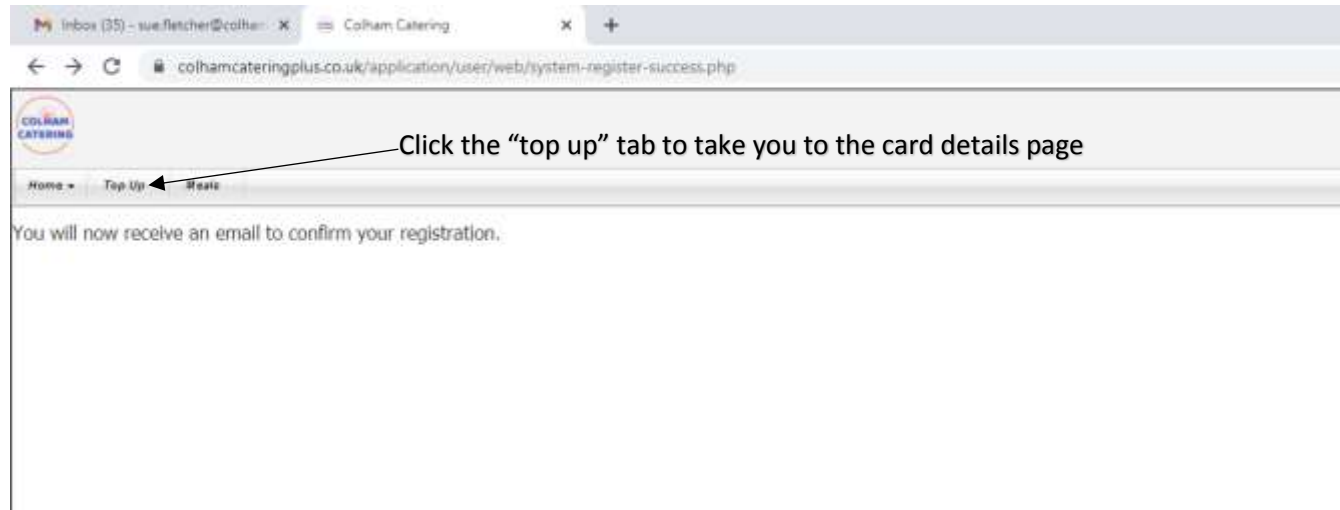 Inbox (35) - sue.fletcher@colha
Colham Catering
colhamcateringplus.co.uk/application/user/web/system-register-success.php
COLHAM
CATERING
Click the “top up” tab to take you to the card details page
Home
Top Up
Meals
You will now receive an email to confirm your registration.